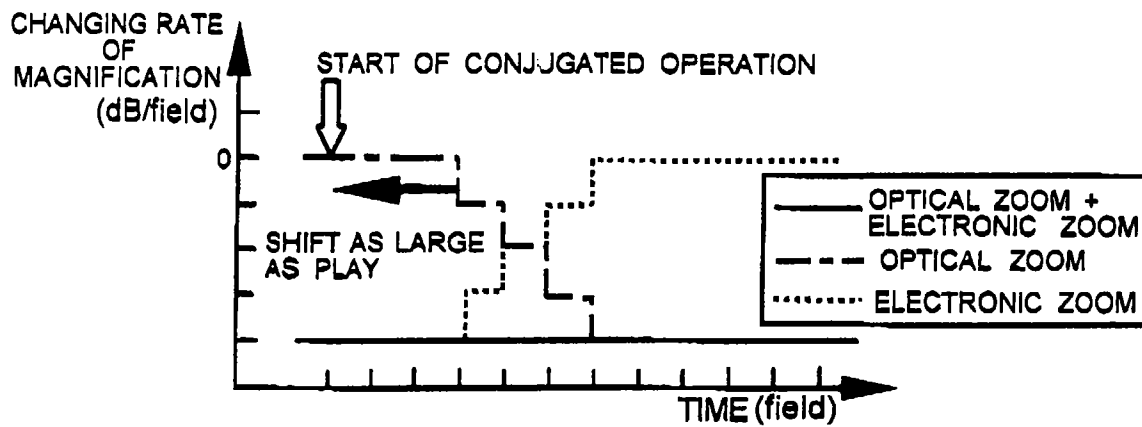 CHANGING RATE
OF
MAGNIFICATION
(dB/field)
START OF CONJUGATED OPERATION
0
SHIFT AS LARGE
AS PLAY
OPTICAL ZOOM +
ELECTRONIC ZOOM
OPTICAL ZOOM
ELECTRONIC ZOOM
TIME (field)